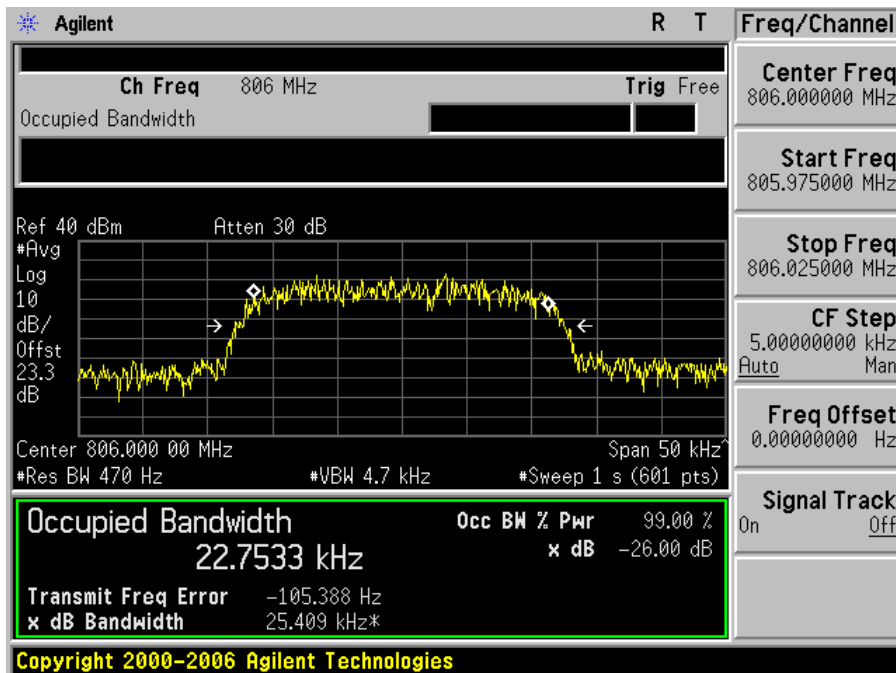 Agilent R T
Ch Freq 806 MHz Trig Free
Occupied Bandwidth
Ref 40 dBm Atten 30 dB
#Avg
Log
10
dB/
Offst
23.3
dB
Center 806.000 00 MHz Span 50 kHz^
#Res BW 470 Hz #VBW 4.7 kHz #Sweep 1 s (601 pts)
Occupied Bandwidth Occ BW % Pwr 99.00 %
22.7533 kHz x dB -26.00 dB
Transmit Freq Error -105.388 Hz
x dB Bandwidth 25.409 kHz*
Copyright 2000-2006 Agilent Technologies
Freq/Channel
Center Freq
806.000000 MHz
Start Freq
805.975000 MHz
Stop Freq
806.025000 MHz
CF Step
5.00000000 kHz
Auto Man
Freq Offset
0.00000000 Hz
Signal Track
On Off